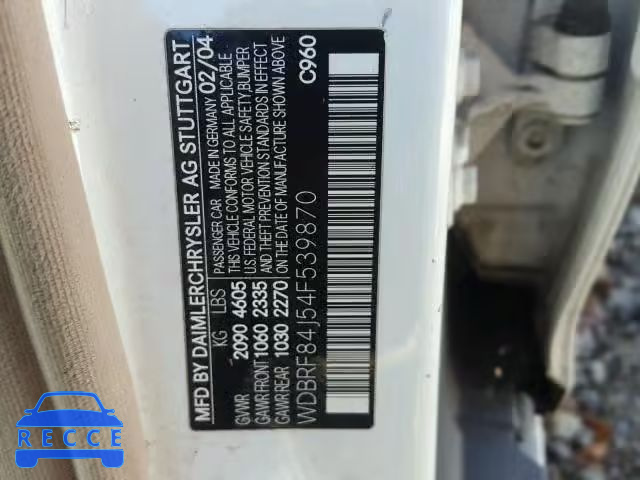 MFD BY DAIMLERCHRYSLER AG STUTTGART
PASSENGER CAR MADE IN GERMANY 02/04
KG LBS THIS VEHICLE CONFORMS TO ALL APPLICABLE
U.S. FEDERAL MOTOR VEHICLE SAFETY, BUMPER
GVWR 2090 4605 AND THEFT PREVENTION STANDARDS IN EFFECT
GAWR FRONT 1060 2335 ON THE DATE OF MANUFACTURE SHOWN ABOVE
GAWR REAR 1030 2270
WDBRF84J54F539870 C960
RECCE